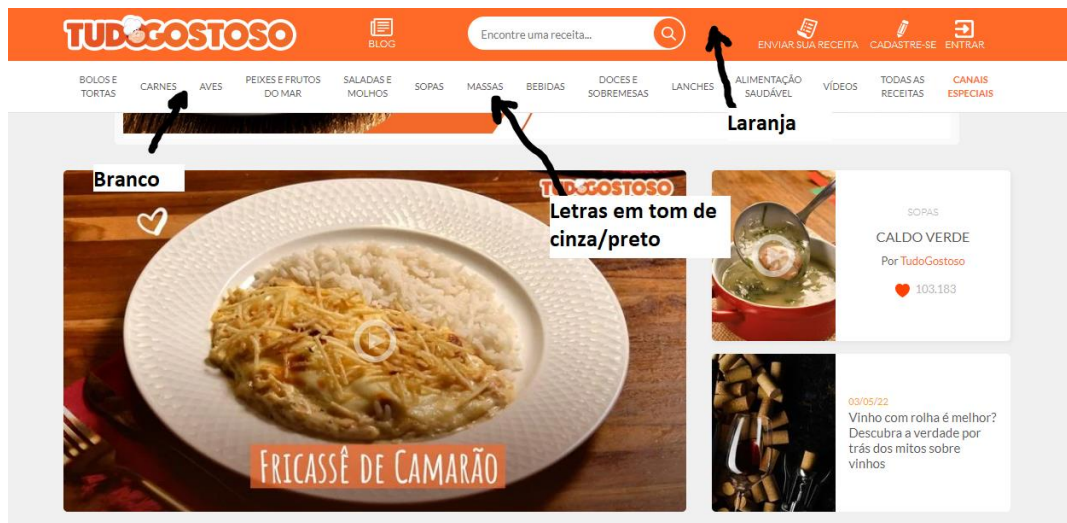 TUDOGOSTOSO
BLOG
Encontre uma receita...
ENVIAR SUA RECEITA
CADASTRE-SE
ENTRAR
BOLOS E
TORTAS
CARNES
AVES
PEIXES E FRUTOS
DO MAR
SALADAS E
MOLHOS
SOPAS
MASSAS
BEBIDAS
DOCES E
SOBREMESAS
LANCHES
ALIMENTAÇÃO
SAUDÁVEL
VÍDEOS
TODAS AS
RECEITAS
CANAIS
ESPECIAIS
Laranja
Branco
TUDOGOSTOSO
Letras em tom de
cinza/preto
FRICASSÊ DE CAMARÃO
SOPAS
CALDO VERDE
Por TudoGostoso
103.183
03/05/22
Vinho com rolha é melhor?
Descubra a verdade por
trás dos mitos sobre
vinhos